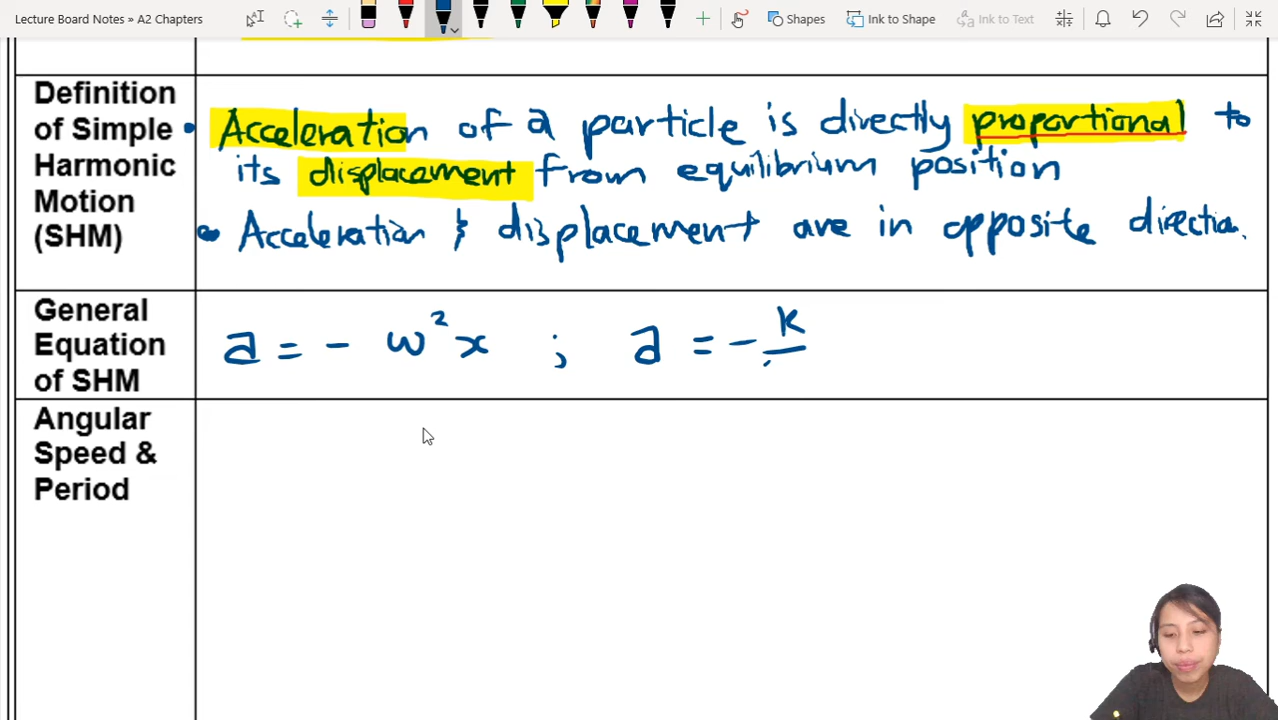 Lecture Board Notes » A2 Chapters
Shapes
Ink to Shape
Ink to Text
Definition of Simple Harmonic Motion (SHM)
• Acceleration of a particle is directly proportional to
its displacement from equilibrium position
• Acceleration & displacement are in opposite direction.
General Equation of SHM
a = - ω²x ; a = - k
Angular Speed & Period